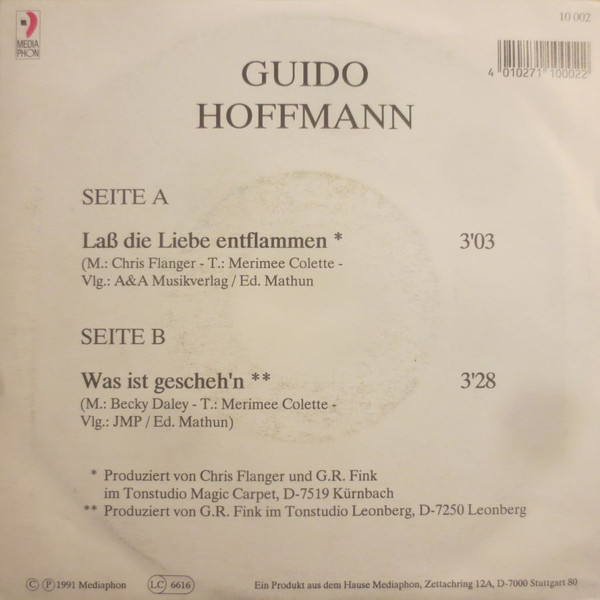 MEDIA
PHON
10 002
4 010271 100022
GUIDO
HOFFMANN
SEITE A
Laß die Liebe entflammen * 3'03
(M.: Chris Flanger - T.: Merimee Colette -
Vlg.: A&A Musikverlag / Ed. Mathun
SEITE B
Was ist gescheh'n ** 3'28
(M.: Becky Daley - T.: Merimee Colette -
Vlg.: JMP / Ed. Mathun)
* Produziert von Chris Flanger und G.R. Fink
im Tonstudio Magic Carpet, D-7519 Kürnbach
** Produziert von G.R. Fink im Tonstudio Leonberg, D-7250 Leonberg
Ⓒ Ⓟ 1991 Mediaphon LC 6616 Ein Produkt aus dem Hause Mediaphon, Zettachring 12A, D-7000 Stuttgart 80